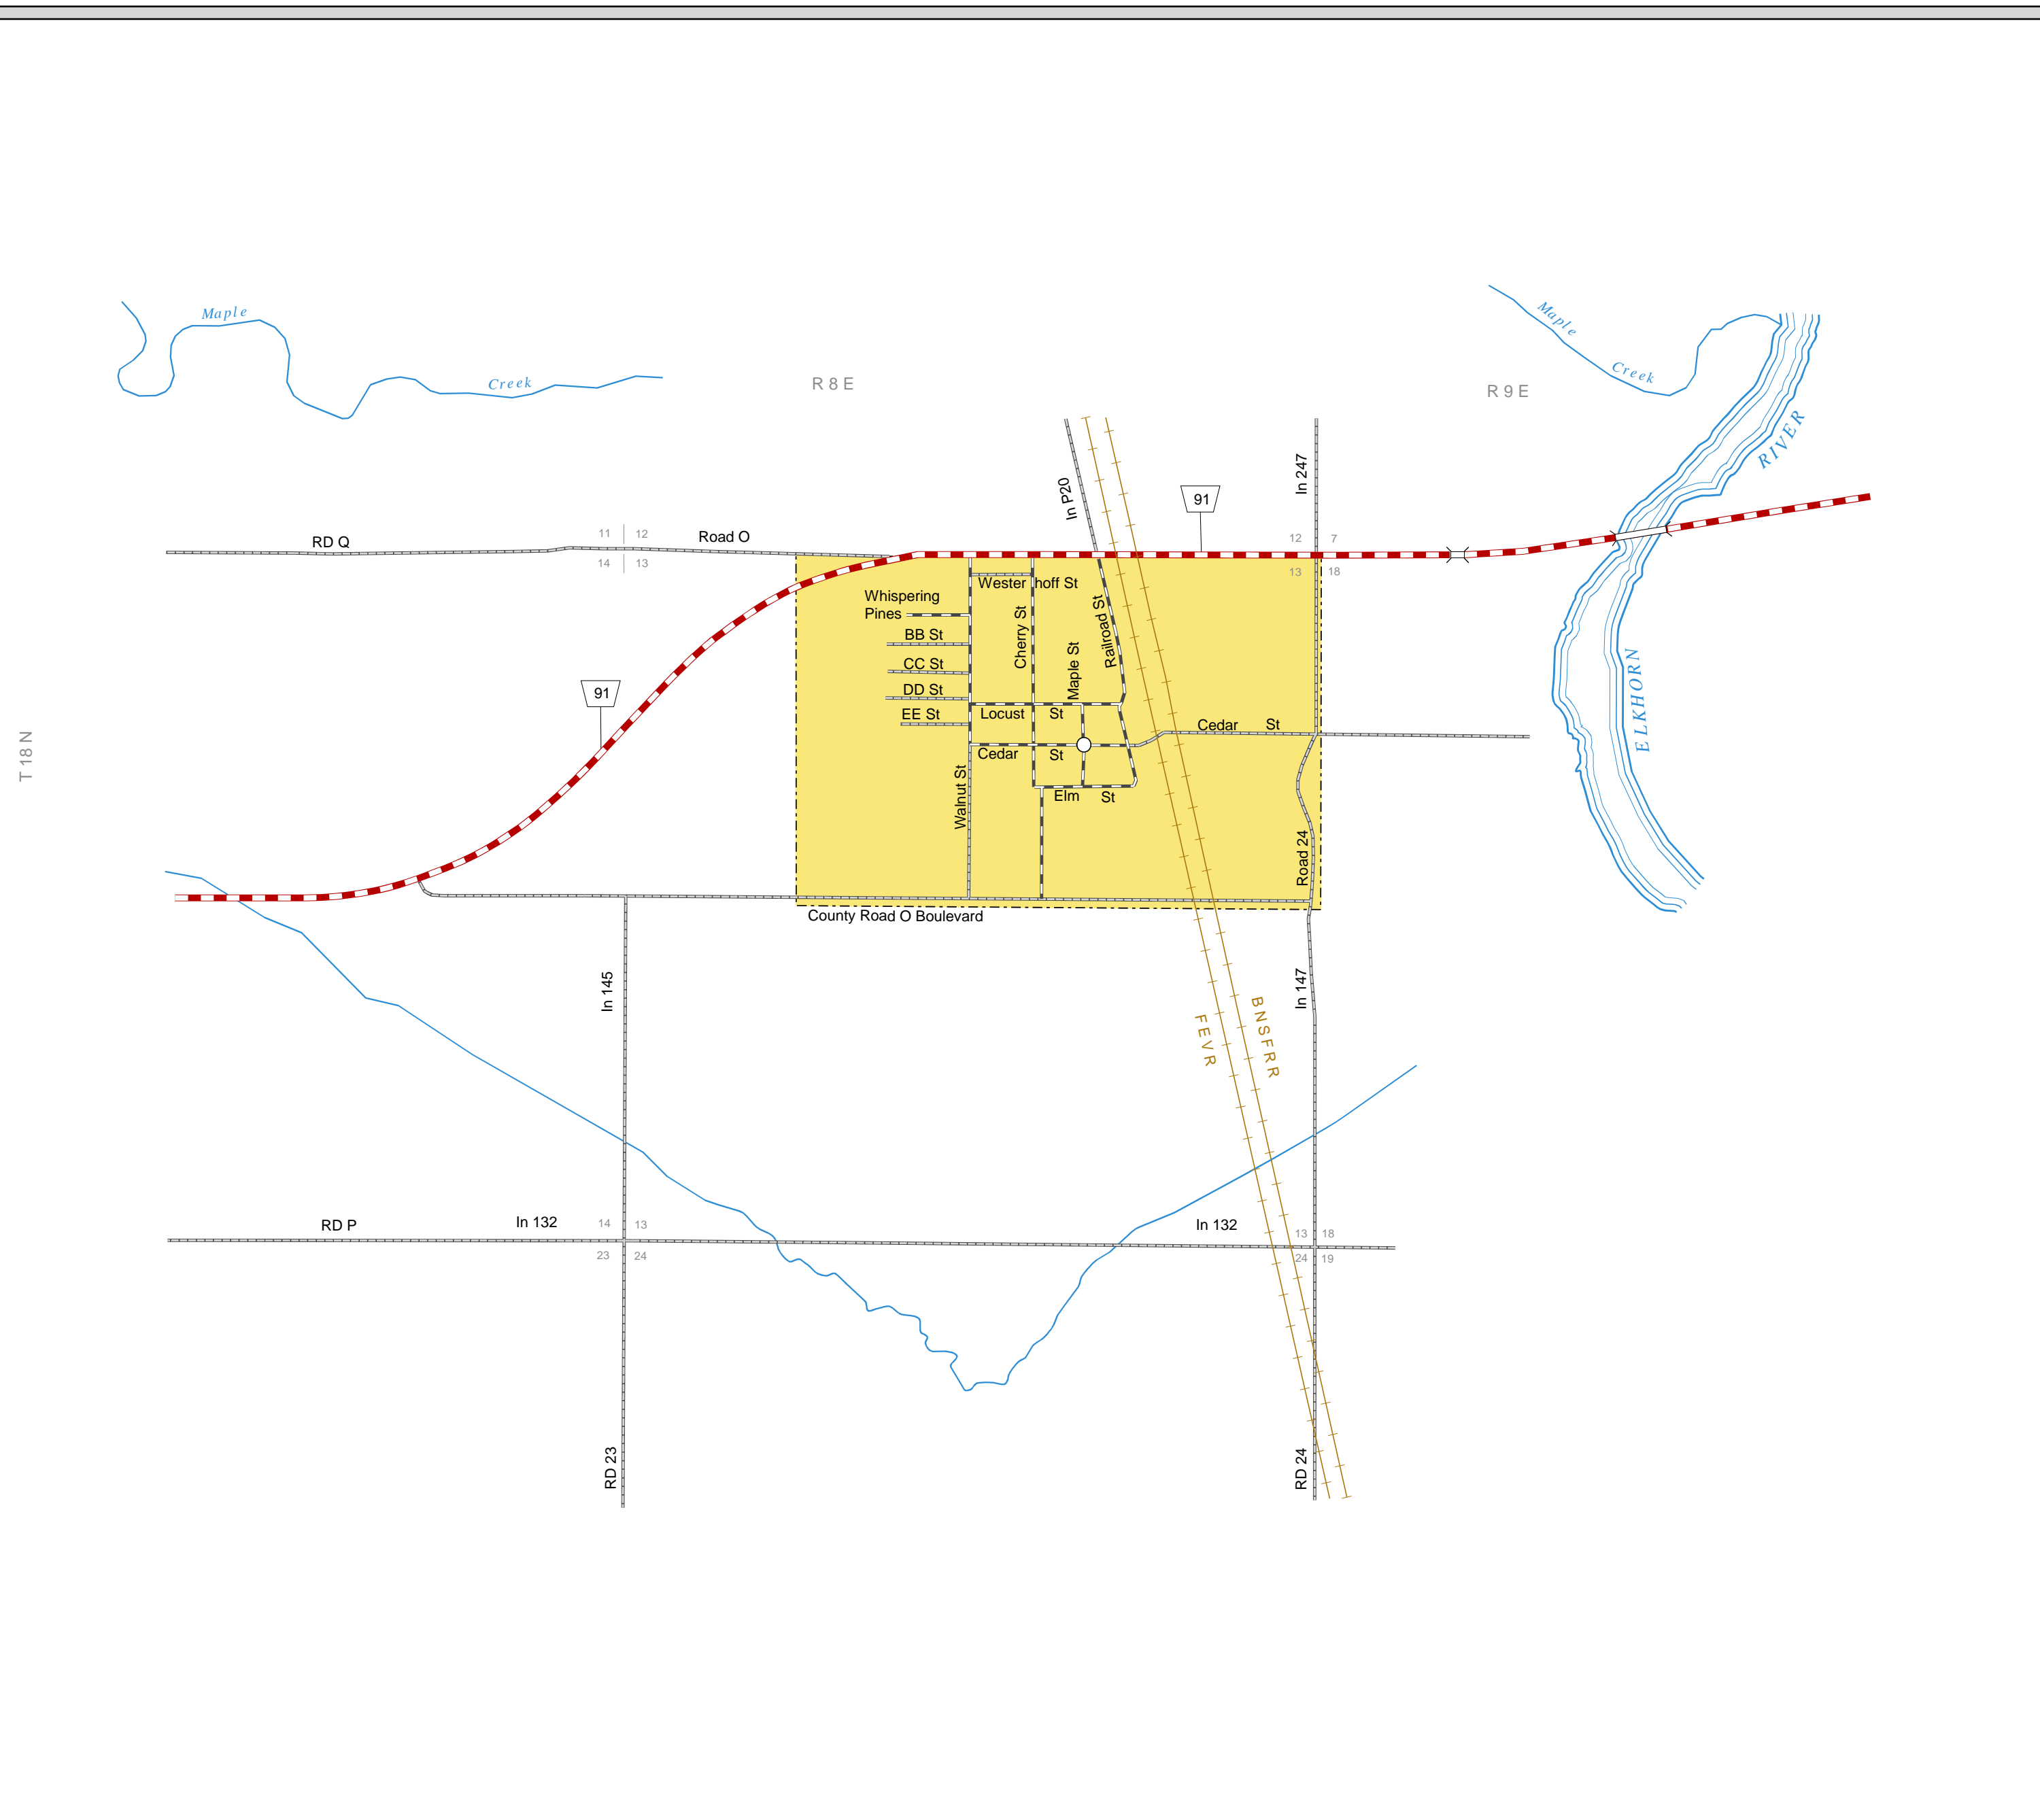 Maple
Creek
Maple
Creek
R 8 E
R 9 E
RIVER
In P20
In 247
91
RD Q
11
12
Road O
12
7
14
13
13
18
Wester
hoff St
Whispering
Pines
BB St
CC St
DD St
EE St
Cherry St
Maple St
Railroad St
Locust
St
Cedar
St
Cedar
St
Elm
St
Walnut St
Road 24
91
T 18 N
ELKHORN
County Road O Boulevard
In 145
In 147
FEVR
BNSFRR
RD P
In 132
14
13
In 132
13
18
23
24
24
19
RD 23
RD 24